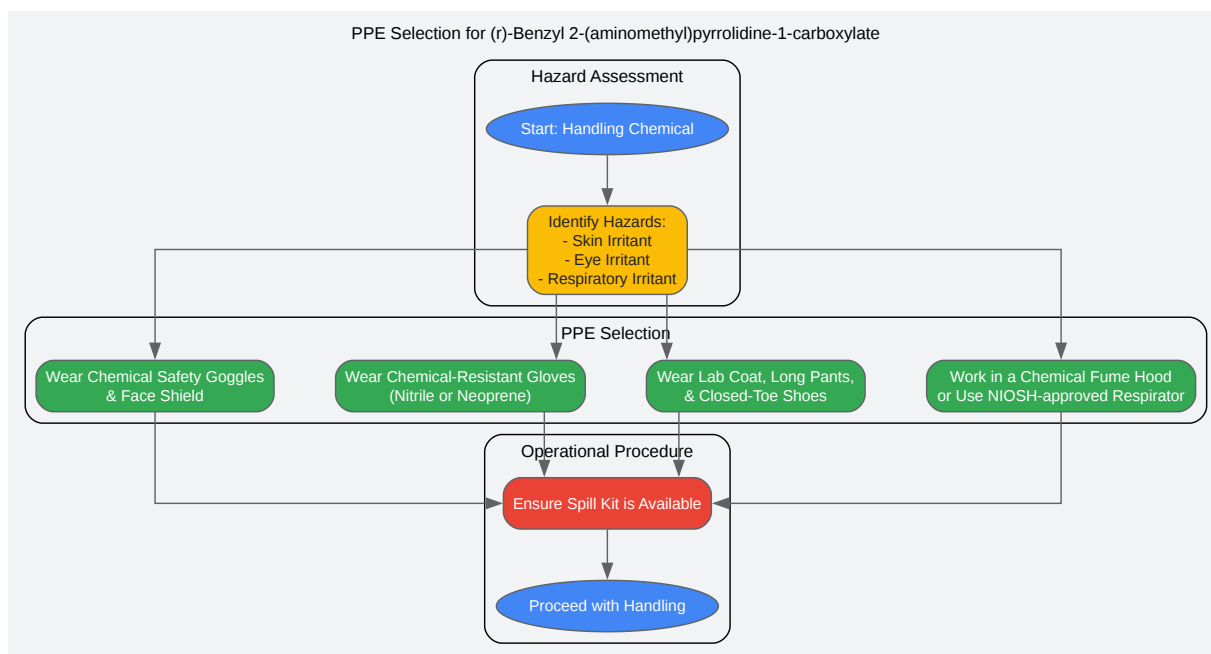 PPE Selection for (r)-Benzyl 2-(aminomethyl)pyrrolidine-1-carboxylate
Hazard Assessment
Start: Handling Chemical
Identify Hazards:
- Skin Irritant
- Eye Irritant
- Respiratory Irritant
PPE Selection
Wear Chemical Safety Goggles
& Face Shield
Wear Chemical-Resistant Gloves
(Nitrile or Neoprene)
Wear Lab Coat, Long Pants,
& Closed-Toe Shoes
Work in a Chemical Fume Hood
or Use NIOSH-approved Respirator
Operational Procedure
Ensure Spill Kit is Available
Proceed with Handling